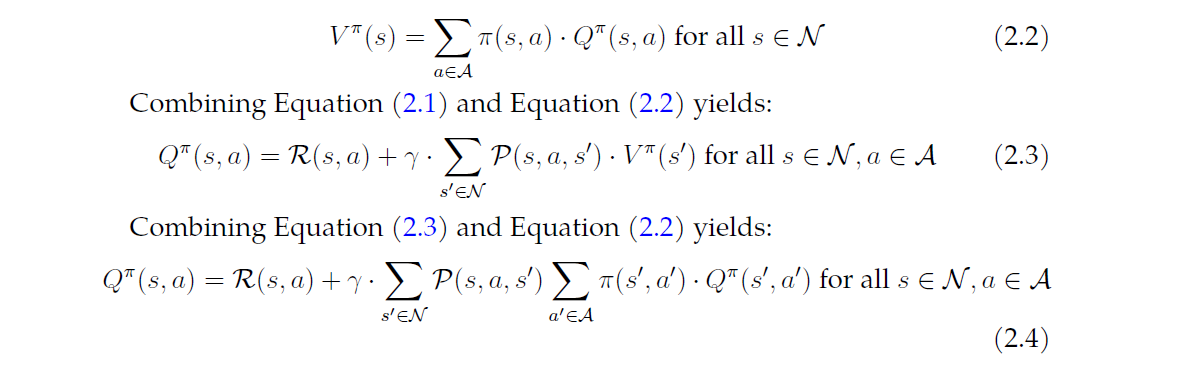 V^π(s) = ∑_{a∈𝒜} π(s, a) · Q^π(s, a) for all s ∈ 𝒩 (2.2)
Combining Equation (2.1) and Equation (2.2) yields:
Q^π(s, a) = ℛ(s, a) + γ · ∑_{s′∈𝒩} 𝒫(s, a, s′) · V^π(s′) for all s ∈ 𝒩, a ∈ 𝒜 (2.3)
Combining Equation (2.3) and Equation (2.2) yields:
Q^π(s, a) = ℛ(s, a) + γ · ∑_{s′∈𝒩} 𝒫(s, a, s′) ∑_{a′∈𝒜} π(s′, a′) · Q^π(s′, a′) for all s ∈ 𝒩, a ∈ 𝒜
(2.4)